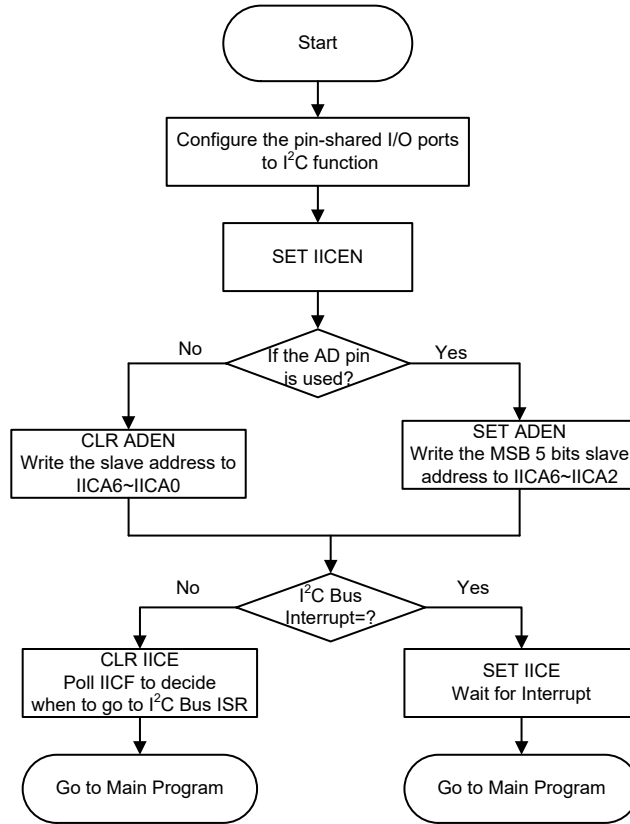 Start
Configure the pin-shared I/O ports
to I²C function
SET IICEN
If the AD pin
is used?
No
Yes
CLR ADEN
Write the slave address to
IICA6~IICA0
SET ADEN
Write the MSB 5 bits slave
address to IICA6~IICA2
I²C Bus
Interrupt=?
No
Yes
CLR IICE
Poll IICF to decide
when to go to I²C Bus ISR
SET IICE
Wait for Interrupt
Go to Main Program
Go to Main Program